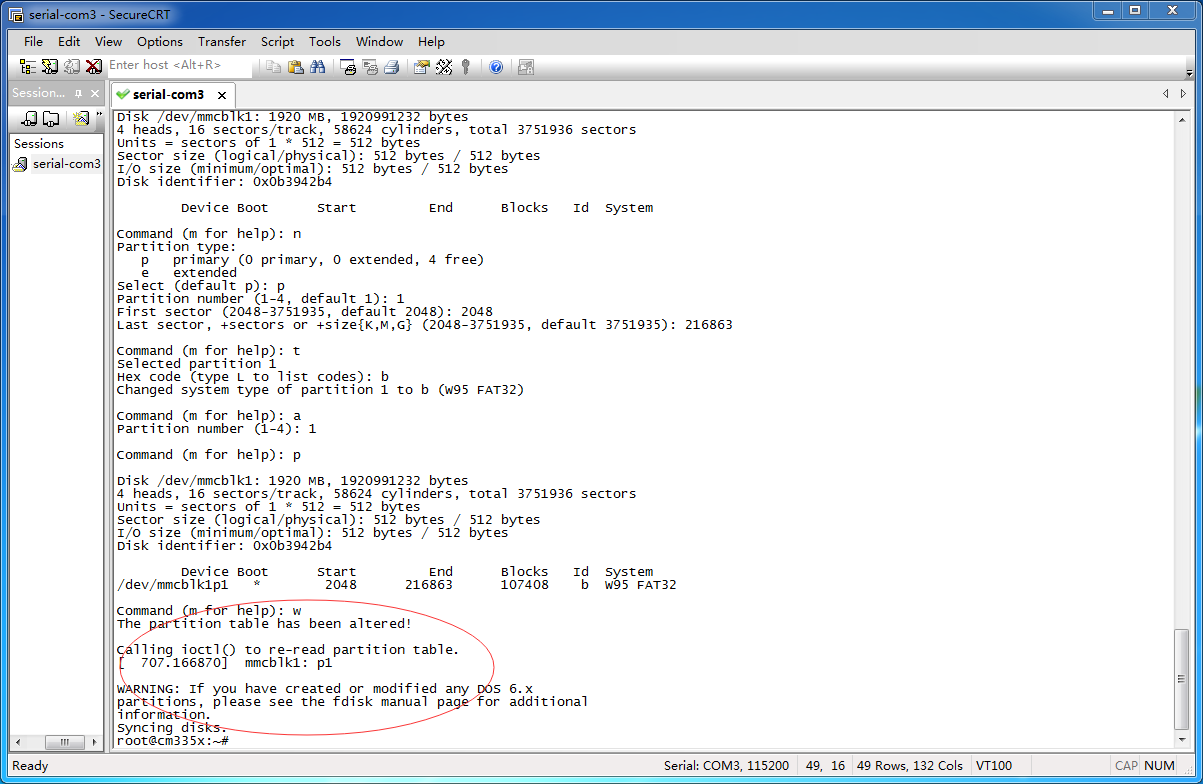 serial-com3 - SecureCRT
File Edit View Options Transfer Script Tools Window Help
Enter host <Alt+R>
Session...
serial-com3
Sessions
serial-com3
Disk /dev/mmcblk1: 1920 MB, 1920991232 bytes
4 heads, 16 sectors/track, 58624 cylinders, total 3751936 sectors
Units = sectors of 1 * 512 = 512 bytes
Sector size (logical/physical): 512 bytes / 512 bytes
I/O size (minimum/optimal): 512 bytes / 512 bytes
Disk identifier: 0x0b3942b4
Device Boot      Start         End      Blocks   Id  System
Command (m for help): n
Partition type:
p   primary (0 primary, 0 extended, 4 free)
e   extended
Select (default p): p
Partition number (1-4, default 1): 1
First sector (2048-3751935, default 2048): 2048
Last sector, +sectors or +size{K,M,G} (2048-3751935, default 3751935): 216863
Command (m for help): t
Selected partition 1
Hex code (type L to list codes): b
Changed system type of partition 1 to b (W95 FAT32)
Command (m for help): a
Partition number (1-4): 1
Command (m for help): p
Disk /dev/mmcblk1: 1920 MB, 1920991232 bytes
4 heads, 16 sectors/track, 58624 cylinders, total 3751936 sectors
Units = sectors of 1 * 512 = 512 bytes
Sector size (logical/physical): 512 bytes / 512 bytes
I/O size (minimum/optimal): 512 bytes / 512 bytes
Disk identifier: 0x0b3942b4
Device Boot      Start         End      Blocks   Id  System
/dev/mmcblk1p1   *        2048      216863      107408    b  W95 FAT32
Command (m for help): w
The partition table has been altered!
Calling ioctl() to re-read partition table.
[  707.166870]  mmcblk1: p1
WARNING: If you have created or modified any DOS 6.x
partitions, please see the fdisk manual page for additional
information.
Syncing disks.
root@cm335x:~#
Ready Serial: COM3, 115200 49, 16 49 Rows, 132 Cols VT100 CAP NUM